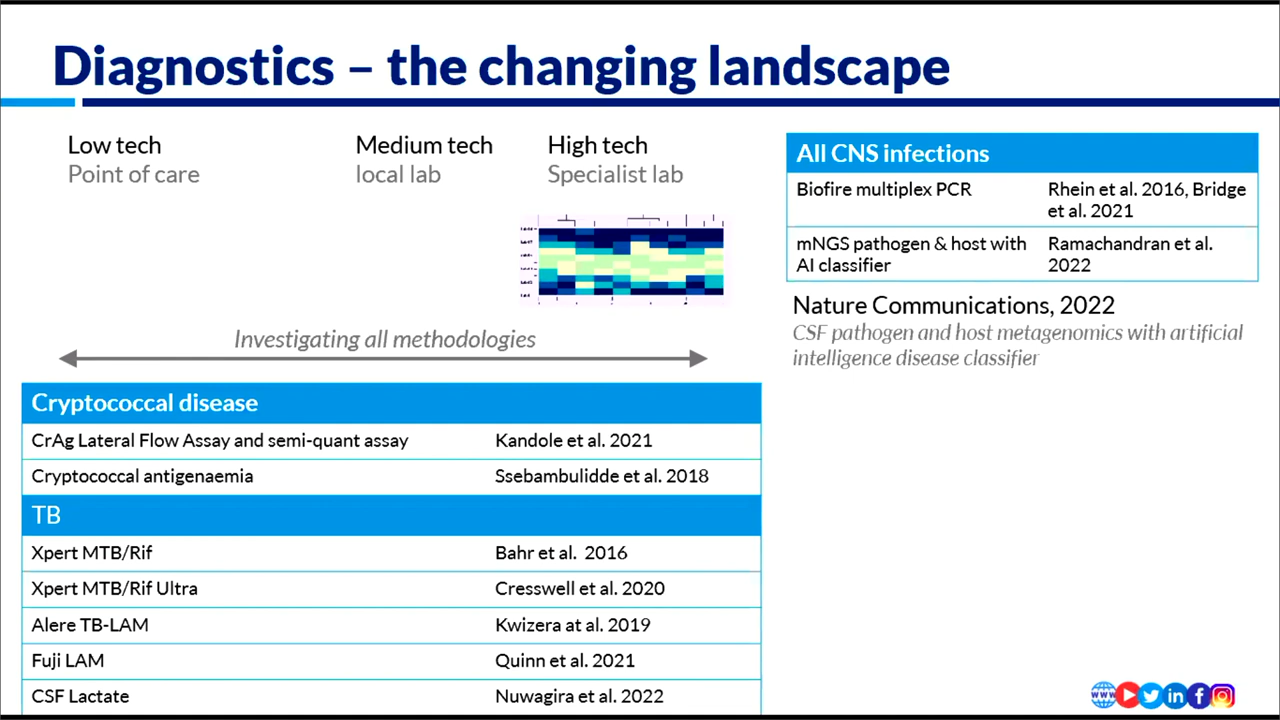 Diagnostics – the changing landscape
Low tech
Point of care
Medium tech
local lab
High tech
Specialist lab
Investigating all methodologies
Cryptococcal disease
CrAg Lateral Flow Assay and semi-quant assay Kandole et al. 2021
Cryptococcal antigenaemia Ssebambulidde et al. 2018
TB
Xpert MTB/Rif Bahr et al. 2016
Xpert MTB/Rif Ultra Cresswell et al. 2020
Alere TB-LAM Kwizera at al. 2019
Fuji LAM Quinn et al. 2021
CSF Lactate Nuwagira et al. 2022
All CNS infections
Biofire multiplex PCR Rhein et al. 2016, Bridge
et al. 2021
mNGS pathogen & host with Ramachandran et al.
AI classifier 2022
Nature Communications, 2022
CSF pathogen and host metagenomics with artificial
intelligence disease classifier